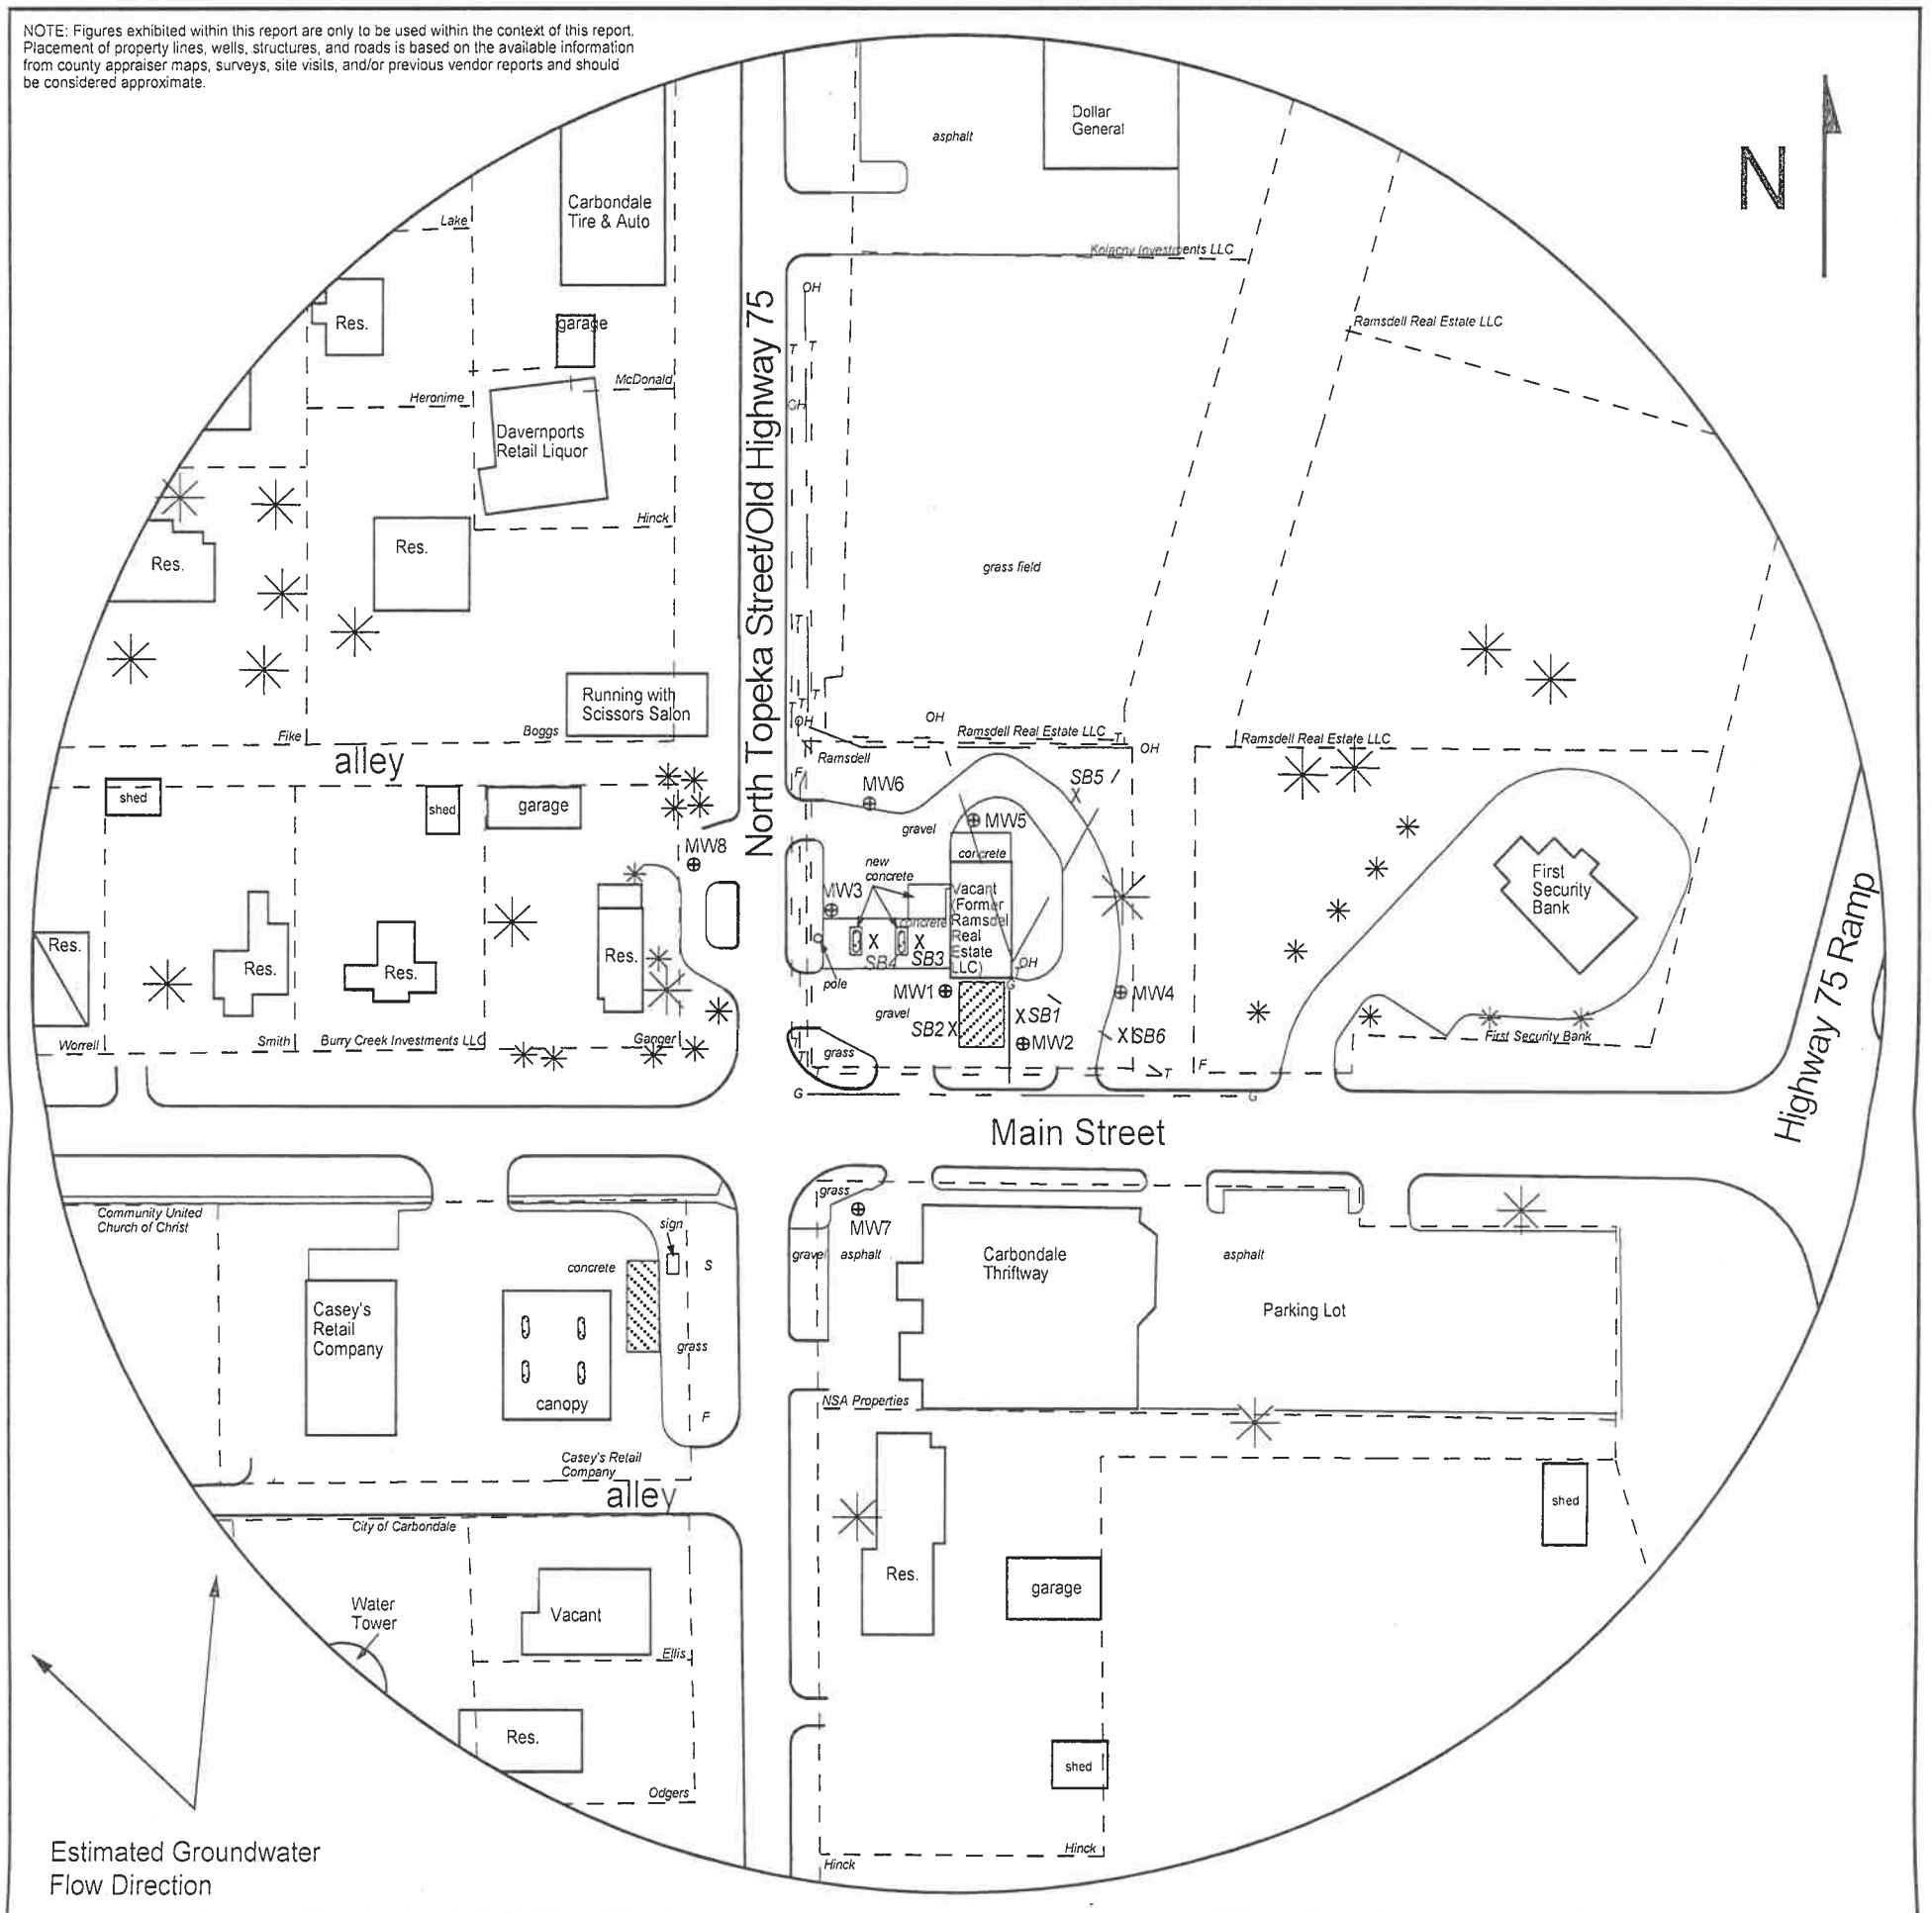 NOTE: Figures exhibited within this report are only to be used within the context of this report.
Placement of property lines, wells, structures, and roads is based on the available information
from county appraiser maps, surveys, site visits, and/or previous vendor reports and should
be considered approximate.
N
Dollar
General
asphalt
Carbondale
Tire & Auto
Lake
Kolacny Investments LLC
OH
Res.
garage
Ramsdell Real Estate LLC
T T
North Topeka Street/Old Highway 75
McDonald
Heronime
OH
Davernports
Retail Liquor
Hinck
Res.
Res.
grass field
T
Running with
Scissors Salon
T
T T
OH
OH
Fike
Boggs
Ramsdell Real Estate LLC
T
OH
Ramsdell Real Estate LLC
alley
Ramsdell
F
SB5
MW6
shed
shed
garage
MW5
gravel
MW8
concrete
new
concrete
MW3
Vacant
(Former
Ramsdel
Real
Estate
LLC)
concrete
First
Security
Bank
Highway 75 Ramp
Res.
Res.
Res.
Res.
X
SB4
X
SB3
OH
pole
G
MW1
MW4
gravel
SB2 X
X SB1
X SB6
MW2
Worrell
Smith
Burry Creek Investments LLC
Ganger
grass
T
First Security Bank
T
F
G
G
Main Street
Community United
Church of Christ
grass
MW7
sign
S
gravel
asphalt
Carbondale
Thriftway
asphalt
concrete
Casey's
Retail
Company
Parking Lot
grass
canopy
F
NSA Properties
Casey's Retail
Company
alley
City of Carbondale
shed
Res.
garage
Water
Tower
Vacant
Ellis
Res.
shed
Odgers
Hinck
Hinck
Estimated Groundwater
Flow Direction